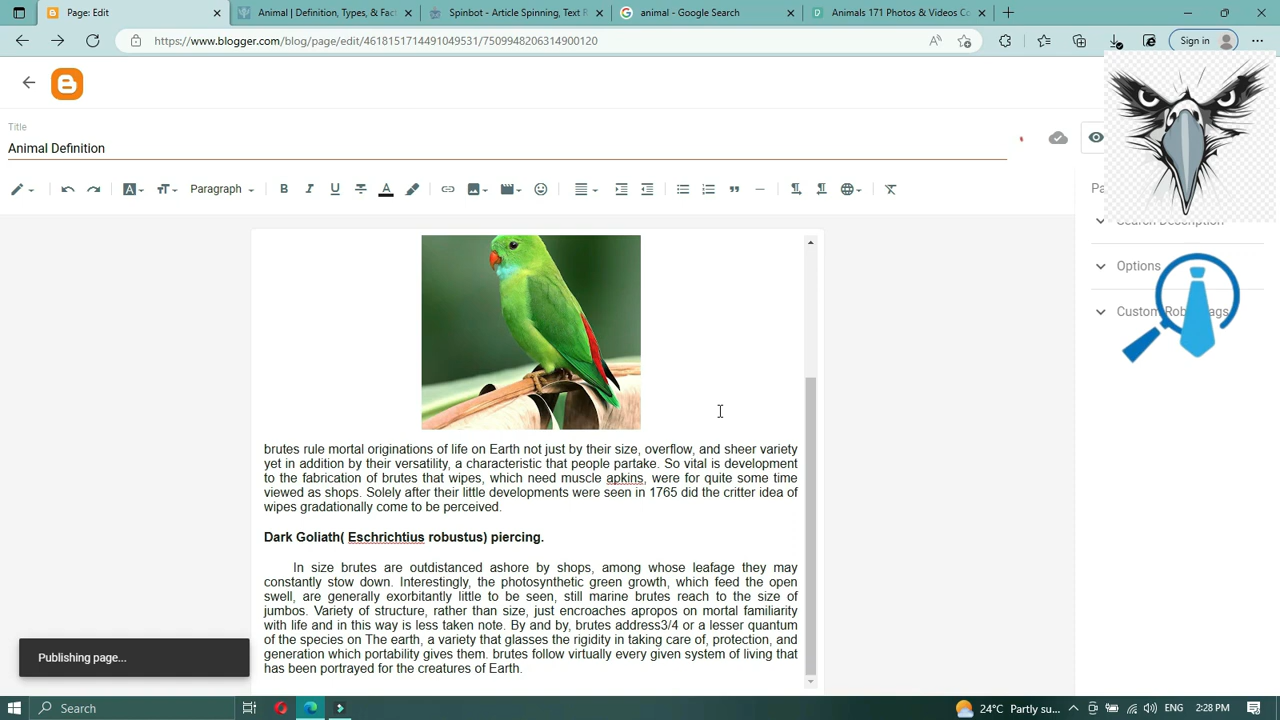 Page: Edit
Animal | Definition, Types, & Fact
Spinbot - Article Spinning, Text R
animal - Google Search
Animals 171 Photos & Videos Co
https://www.blogger.com/blog/page/edit/4618151714491049531/7509948206314900120
Sign in
Title
Animal Definition
Paragraph
Search Description
Options
brutes rule mortal originations of life on Earth not just by their size, overflow, and sheer variety
yet in addition by their versatility, a characteristic that people partake. So vital is development
to the fabrication of brutes that wipes, which need muscle apkins, were for quite some time
viewed as shops. Solely after their little developments were seen in 1765 did the critter idea of
wipes gradationally come to be perceived.
Dark Goliath( Eschrichtius robustus) piercing.
In size brutes are outdistanced ashore by shops, among whose leafage they may
constantly stow down. Interestingly, the photosynthetic green growth, which feed the open
swell, are generally exorbitantly little to be seen, still marine brutes reach to the size of
jumbos. Variety of structure, rather than size, just encroaches apropos on mortal familiarity
with life and in this way is less taken note. By and by, brutes address3/4 or a lesser quantum
of the species on The earth, a variety that glasses the rigidity in taking care of, protection, and
generation which portability gives them. brutes follow virtually every given system of living that
has been portrayed for the creatures of Earth.
Publishing page...
Search
24°C Partly su...
ENG
2:28 PM